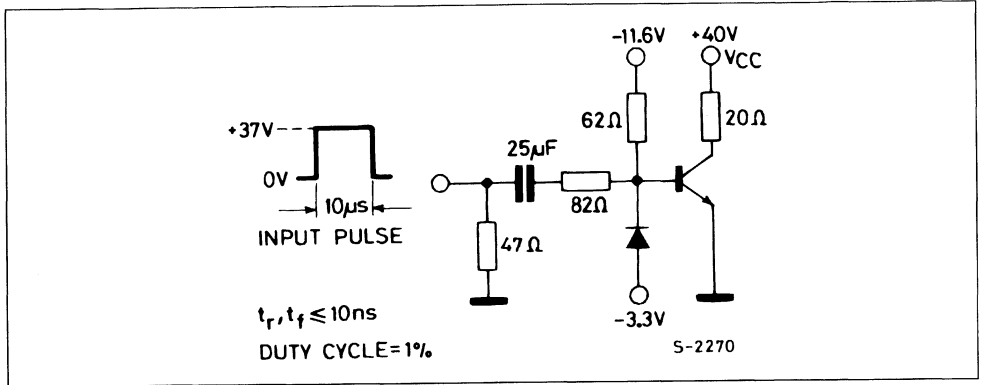 -11.6V
+40V
VCC
+37V
62Ω
20Ω
25µF
0V
10µs
82Ω
INPUT PULSE
47Ω
-3.3V
tr, tf ≤ 10ns
DUTY CYCLE=1%
S-2270